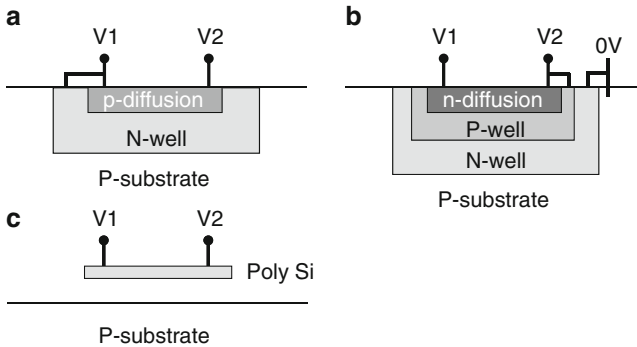 a
V1 V2
p-diffusion
N-well
P-substrate
b
V1 V2 0V
n-diffusion
P-well
N-well
P-substrate
c
V1 V2
Poly Si
P-substrate